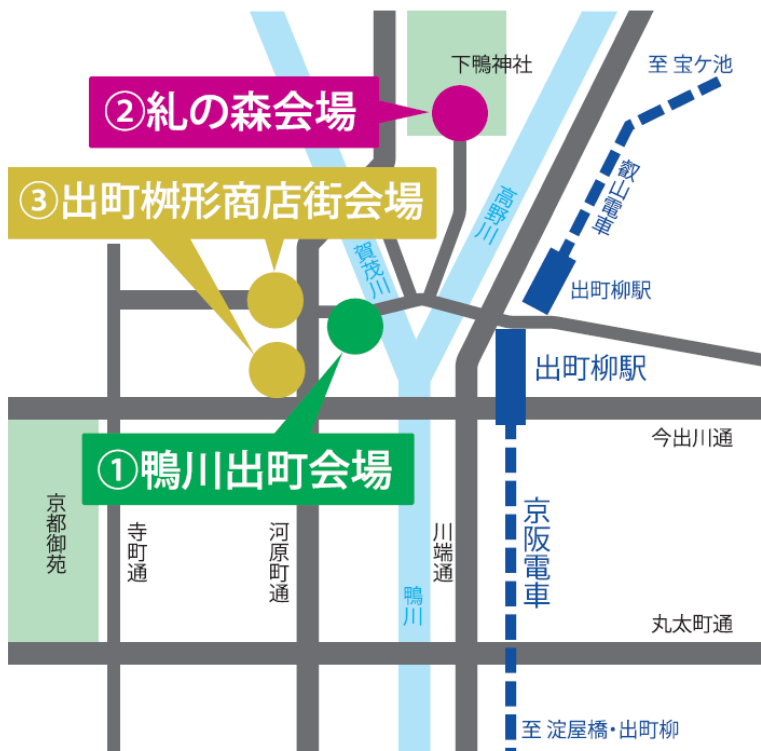 下鴨神社
至 宝ケ池
②糺の森会場
叡山電車
③出町桝形商店街会場
高野川
賀茂川
出町柳駅
出町柳駅
今出川通
①鴨川出町会場
京都御苑
寺町通
河原町通
鴨川
川端通
京阪電車
丸太町通
至 淀屋橋・出町柳